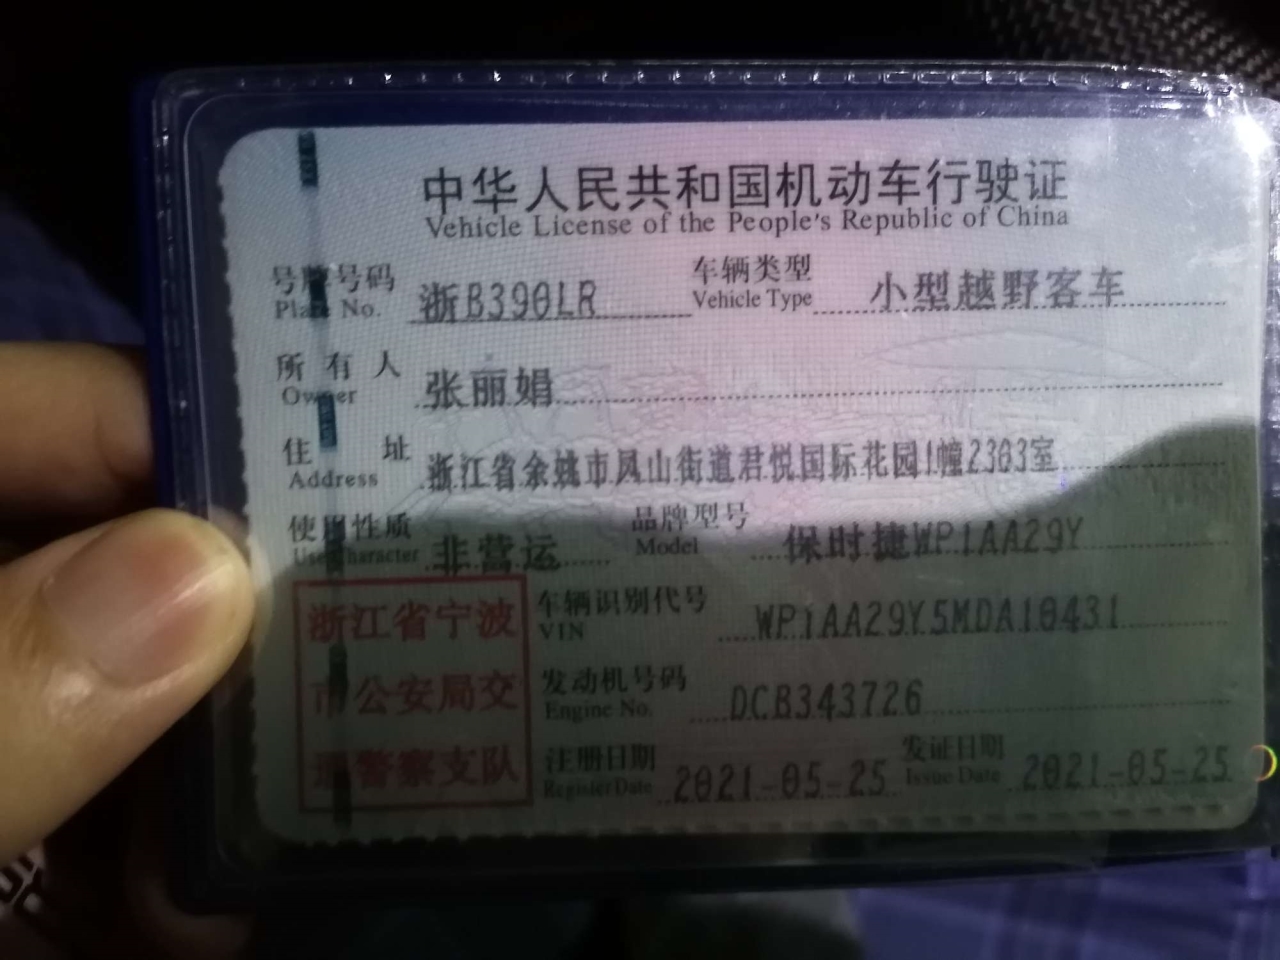 中华人民共和国机动车行驶证
Vehicle License of the People's Republic of China
号牌号码 浙B390LR 车辆类型 小型越野客车
Plate No. Vehicle Type
所有人 张丽娟
Owner
住址 浙江省余姚市凤山街道君悦国际花园1幢2303室
Address
使用性质 非营运 品牌型号 保时捷WP1AA29Y
Use Character Model
浙江省宁波 车辆识别代号 WP1AA29Y5MDA10431
VIN
市公安局交 发动机号码 DCB343726
Engine No.
通警察支队 注册日期 2021-05-25 发证日期 2021-05-25
Register Date Issue Date